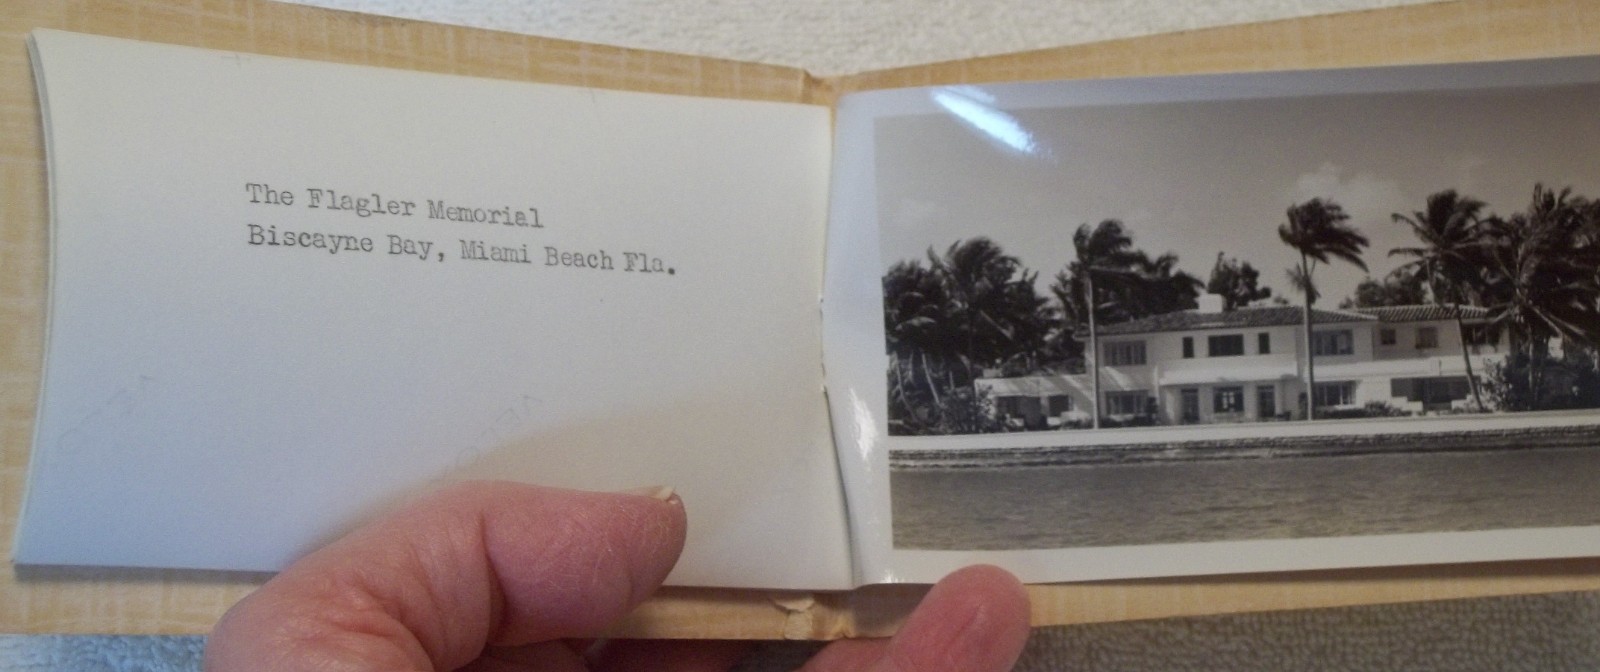 The Flagler Memorial
Biscayne Bay, Miami Beach Fla.